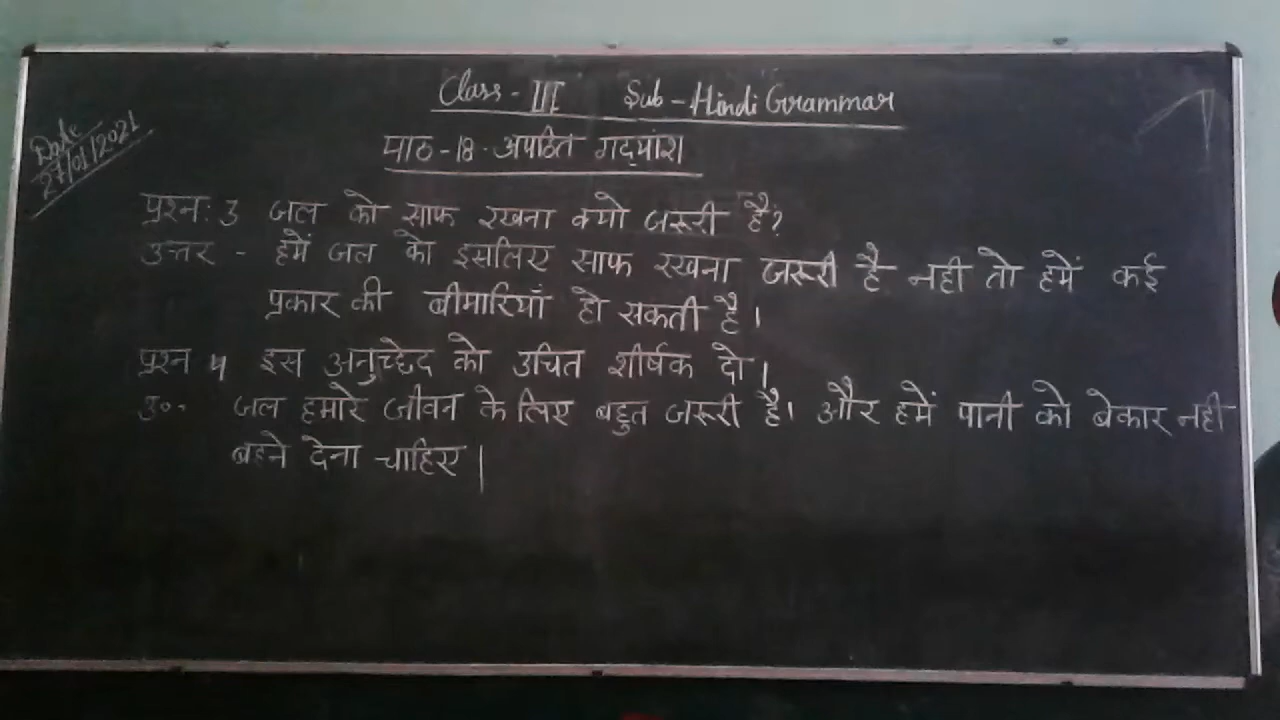 Class - III Sub - Hindi Grammar
Date
27/01/2021
पाठ -18. अपठित गद्यांश
प्रश्न: 3 जल को साफ रखना क्यो जरूरी है?
उत्तर - हमें जल को इसलिए साफ रखना जरूरी है नही तो हमें कई
प्रकार की बीमारियाँ हो सकती है।
प्रश्न 4 इस अनुच्छेद को उचित शीर्षक दो।
उ०- जल हमारे जीवन के लिए बहुत जरूरी है। और हमें पानी को बेकार नही
बहने देना चाहिए।